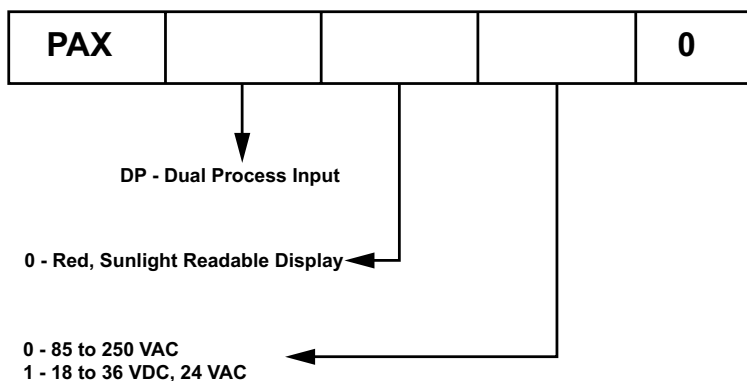 PAX 0
DP - Dual Process Input
0 - Red, Sunlight Readable Display
0 - 85 to 250 VAC
1 - 18 to 36 VDC, 24 VAC